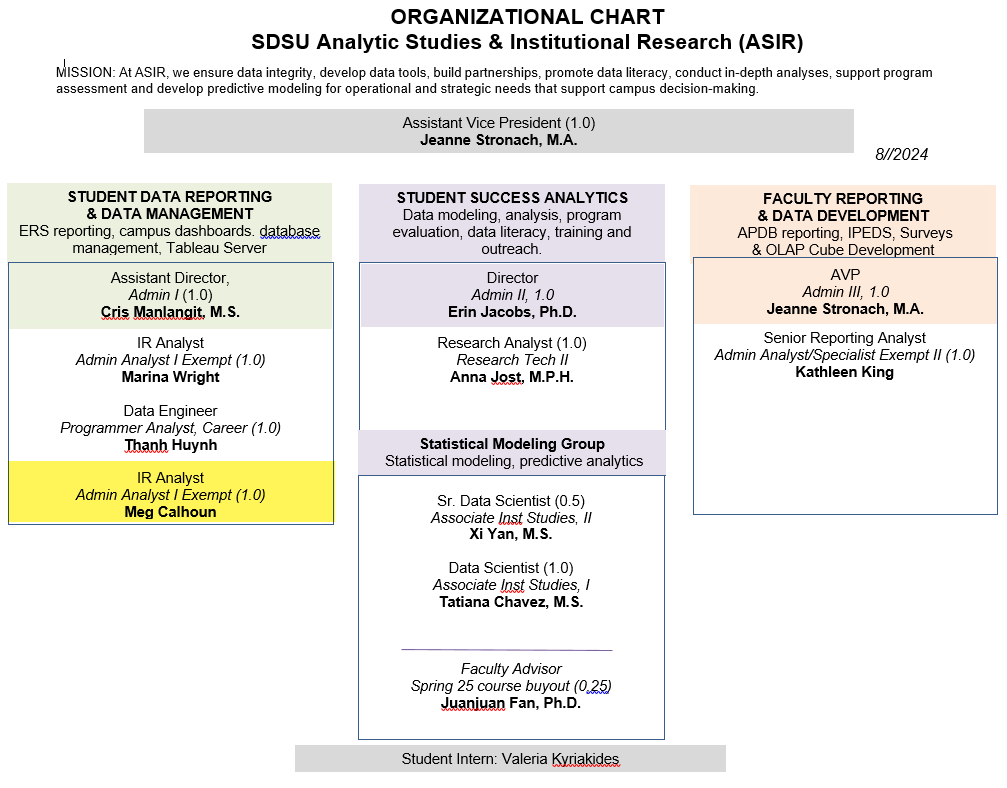 ORGANIZATIONAL CHART
SDSU Analytic Studies & Institutional Research (ASIR)
MISSION: At ASIR, we ensure data integrity, develop data tools, build partnerships, promote data literacy, conduct in-depth analyses, support program
assessment and develop predictive modeling for operational and strategic needs that support campus decision-making.
Assistant Vice President (1.0)
Jeanne Stronach, M.A.
8//2024
STUDENT DATA REPORTING
& DATA MANAGEMENT
ERS reporting, campus dashboards. database
management, Tableau Server
Assistant Director,
Admin I (1.0)
Cris Manlangit, M.S.
IR Analyst
Admin Analyst I Exempt (1.0)
Marina Wright
Data Engineer
Programmer Analyst, Career (1.0)
Thanh Huynh
IR Analyst
Admin Analyst I Exempt (1.0)
Meg Calhoun
STUDENT SUCCESS ANALYTICS
Data modeling, analysis, program
evaluation, data literacy, training and
outreach.
Director
Admin II, 1.0
Erin Jacobs, Ph.D.
Research Analyst (1.0)
Research Tech II
Anna Jost, M.P.H.
Statistical Modeling Group
Statistical modeling, predictive analytics
Sr. Data Scientist (0.5)
Associate Inst Studies, II
Xi Yan, M.S.
Data Scientist (1.0)
Associate Inst Studies, I
Tatiana Chavez, M.S.
Faculty Advisor
Spring 25 course buyout (0.25)
Juanjuan Fan, Ph.D.
FACULTY REPORTING
& DATA DEVELOPMENT
APDB reporting, IPEDS, Surveys
& OLAP Cube Development
AVP
Admin III, 1.0
Jeanne Stronach, M.A.
Senior Reporting Analyst
Admin Analyst/Specialist Exempt II (1.0)
Kathleen King
Student Intern: Valeria Kyriakides